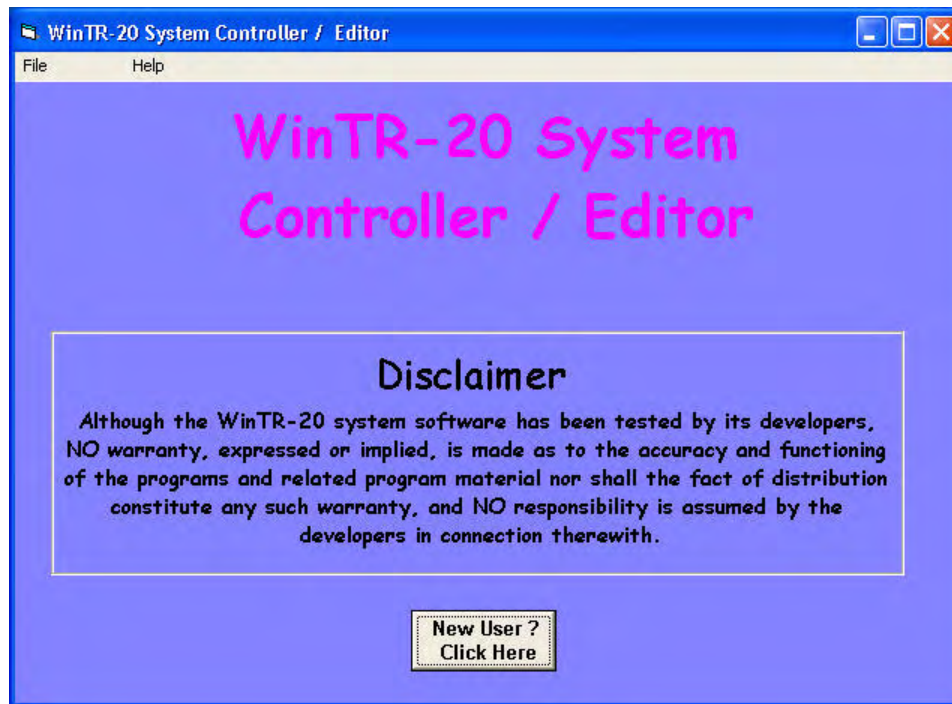 WinTR-20 System Controller / Editor
File Help
WinTR-20 System
Controller / Editor
Disclaimer
Although the WinTR-20 system software has been tested by its developers,
NO warranty, expressed or implied, is made as to the accuracy and functioning
of the programs and related program material nor shall the fact of distribution
constitute any such warranty, and NO responsibility is assumed by the
developers in connection therewith.
New User ?
Click Here